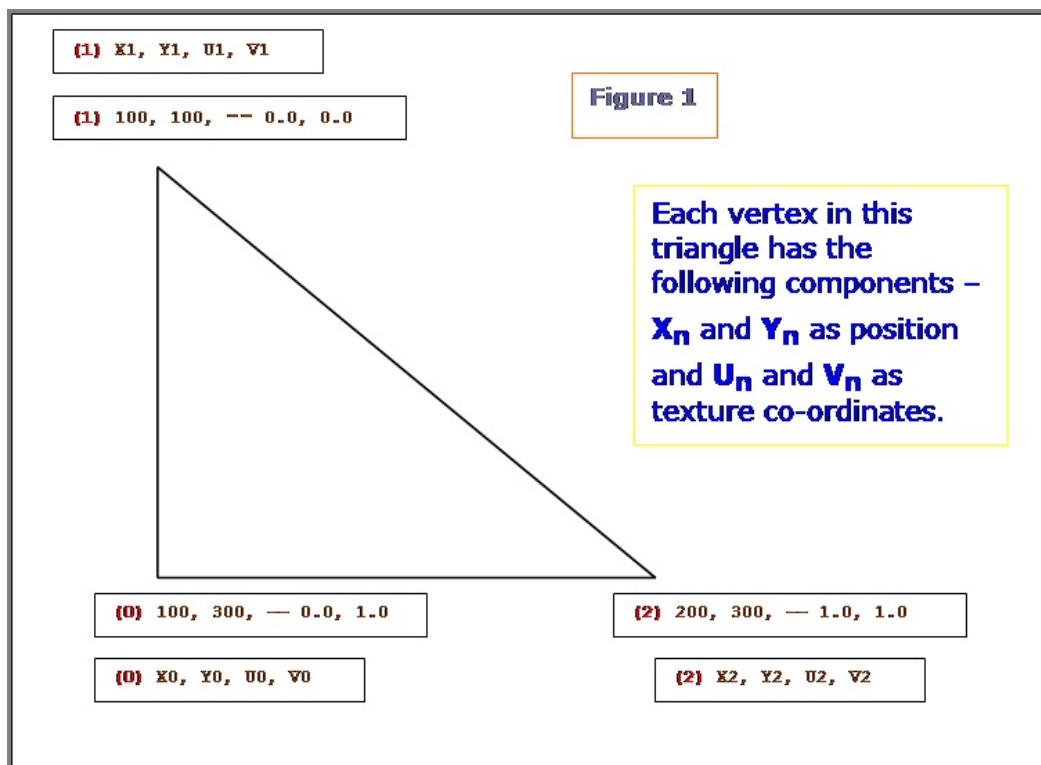 (1) X1, Y1, U1, V1
Figure 1
(1) 100, 100, –– 0.0, 0.0
Each vertex in this
triangle has the
following components –
Xn and Yn as position
and Un and Vn as
texture co-ordinates.
(0) 100, 300, –– 0.0, 1.0
(2) 200, 300, –– 1.0, 1.0
(0) X0, Y0, U0, V0
(2) X2, Y2, U2, V2